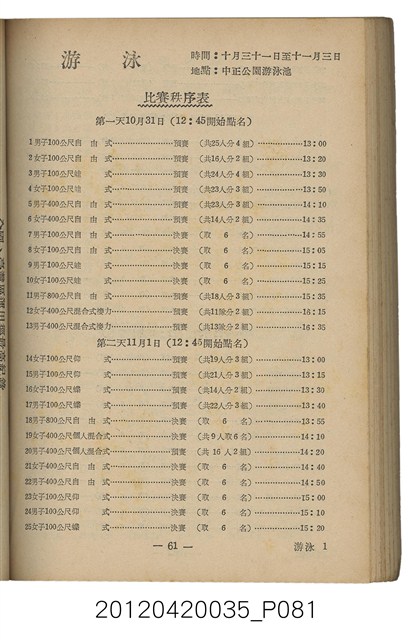 游泳
時間：十月三十一日至十一月三日
地點：中正公園游泳池
比賽秩序表
第一天10月31日（12：45開始點名）
1男子100公尺自由式……預賽（共25人分4組）……13：00
2女子100公尺自由式……預賽（共16人分2組）……13：20
3男子100公尺蛙式……預賽（共24人分4組）……13：30
4女子100公尺蛙式……預賽（共23人分3組）……13：50
5男子400公尺自由式……預賽（共23人分3組）……14：10
6女子400公尺自由式……預賽（共14人分2組）……14：35
7男子100公尺自由式……決賽（取6名）……14：55
8女子100公尺自由式……決賽（取6名）……15：05
9男子100公尺蛙式……決賽（取6名）……15：15
10女子100公尺蛙式……決賽（取6名）……15：25
11男子800公尺自由式……預賽（共18人分3組）……15：35
12女子400公尺混合式接力……預賽（共11隊分2組）……16：15
13男子400公尺混合式接力……預賽（共13隊分2組）……16：35
第二天11月1日（12：45開始點名）
14女子100公尺仰式……預賽（共19人分3組）……13：00
15男子100公尺仰式……預賽（共21人分3組）……13：15
16女子100公尺蝶式……預賽（共14人分2組）……13：30
17男子100公尺蝶式……預賽（共22人分3組）……13：40
18男子800公尺自由式……決賽（取6名）……13：55
19女子400公尺個人混合式……決賽（共9人取6名）……14：10
20男子400公尺個人混合式……預賽（共16人2組）……14：20
21女子400公尺自由式……決賽（取6名）……14：40
22男子400公尺自由式……決賽（取6名）……14：50
23女子100公尺仰式……決賽（取6名）……15：00
24男子100公尺仰式……決賽（取6名）……15：10
25女子100公尺蝶式……決賽（取6名）……15：20
— 61 —
游泳 1
20120420035_P081